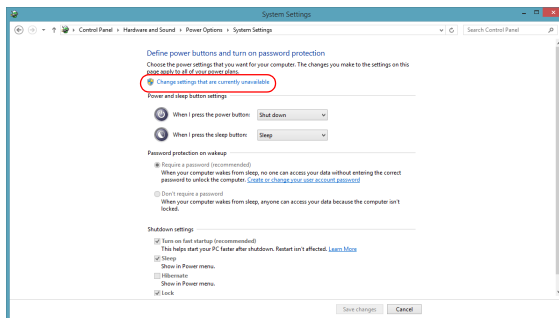 System Settings
Control Panel › Hardware and Sound › Power Options › System Settings
Search Control Panel
Define power buttons and turn on password protection
Choose the power settings that you want for your computer. The changes you make to the settings on this
page apply to all of your power plans.
Change settings that are currently unavailable
Power and sleep button settings
When I press the power button: Shut down
When I press the sleep button: Sleep
Password protection on wakeup
Require a password (recommended)
When your computer wakes from sleep, no one can access your data without entering the correct
password to unlock the computer. Create or change your user account password
Don't require a password
When your computer wakes from sleep, anyone can access your data because the computer isn't
locked.
Shutdown settings
Turn on fast startup (recommended)
This helps start your PC faster after shutdown. Restart isn't affected. Learn More
Sleep
Show in Power menu.
Hibernate
Show in Power menu.
Lock
Save changes Cancel